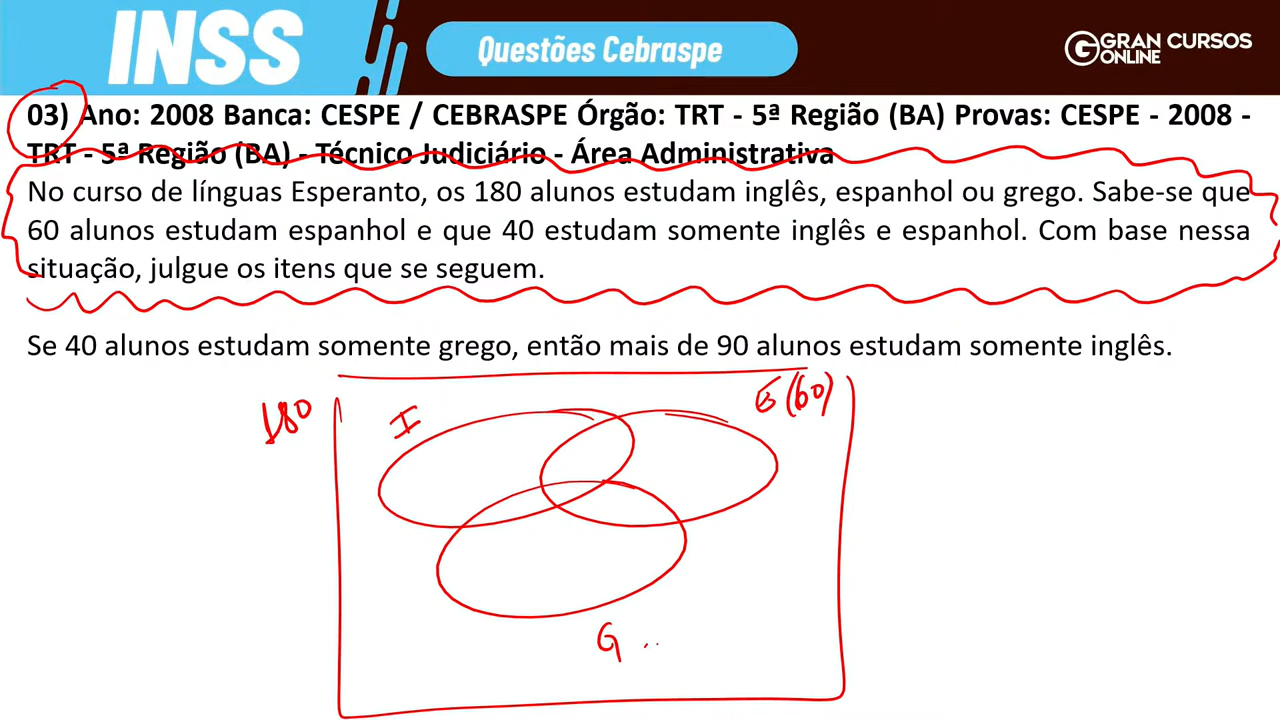 INSS
Questões Cebraspe
GRAN CURSOS
ONLINE
03) Ano: 2008 Banca: CESPE / CEBRASPE Órgão: TRT - 5ª Região (BA) Provas: CESPE - 2008 -
TRT - 5ª Região (BA) - Técnico Judiciário - Área Administrativa
No curso de línguas Esperanto, os 180 alunos estudam inglês, espanhol ou grego. Sabe-se que
60 alunos estudam espanhol e que 40 estudam somente inglês e espanhol. Com base nessa
situação, julgue os itens que se seguem.
Se 40 alunos estudam somente grego, então mais de 90 alunos estudam somente inglês.
180
I
E (60)
G